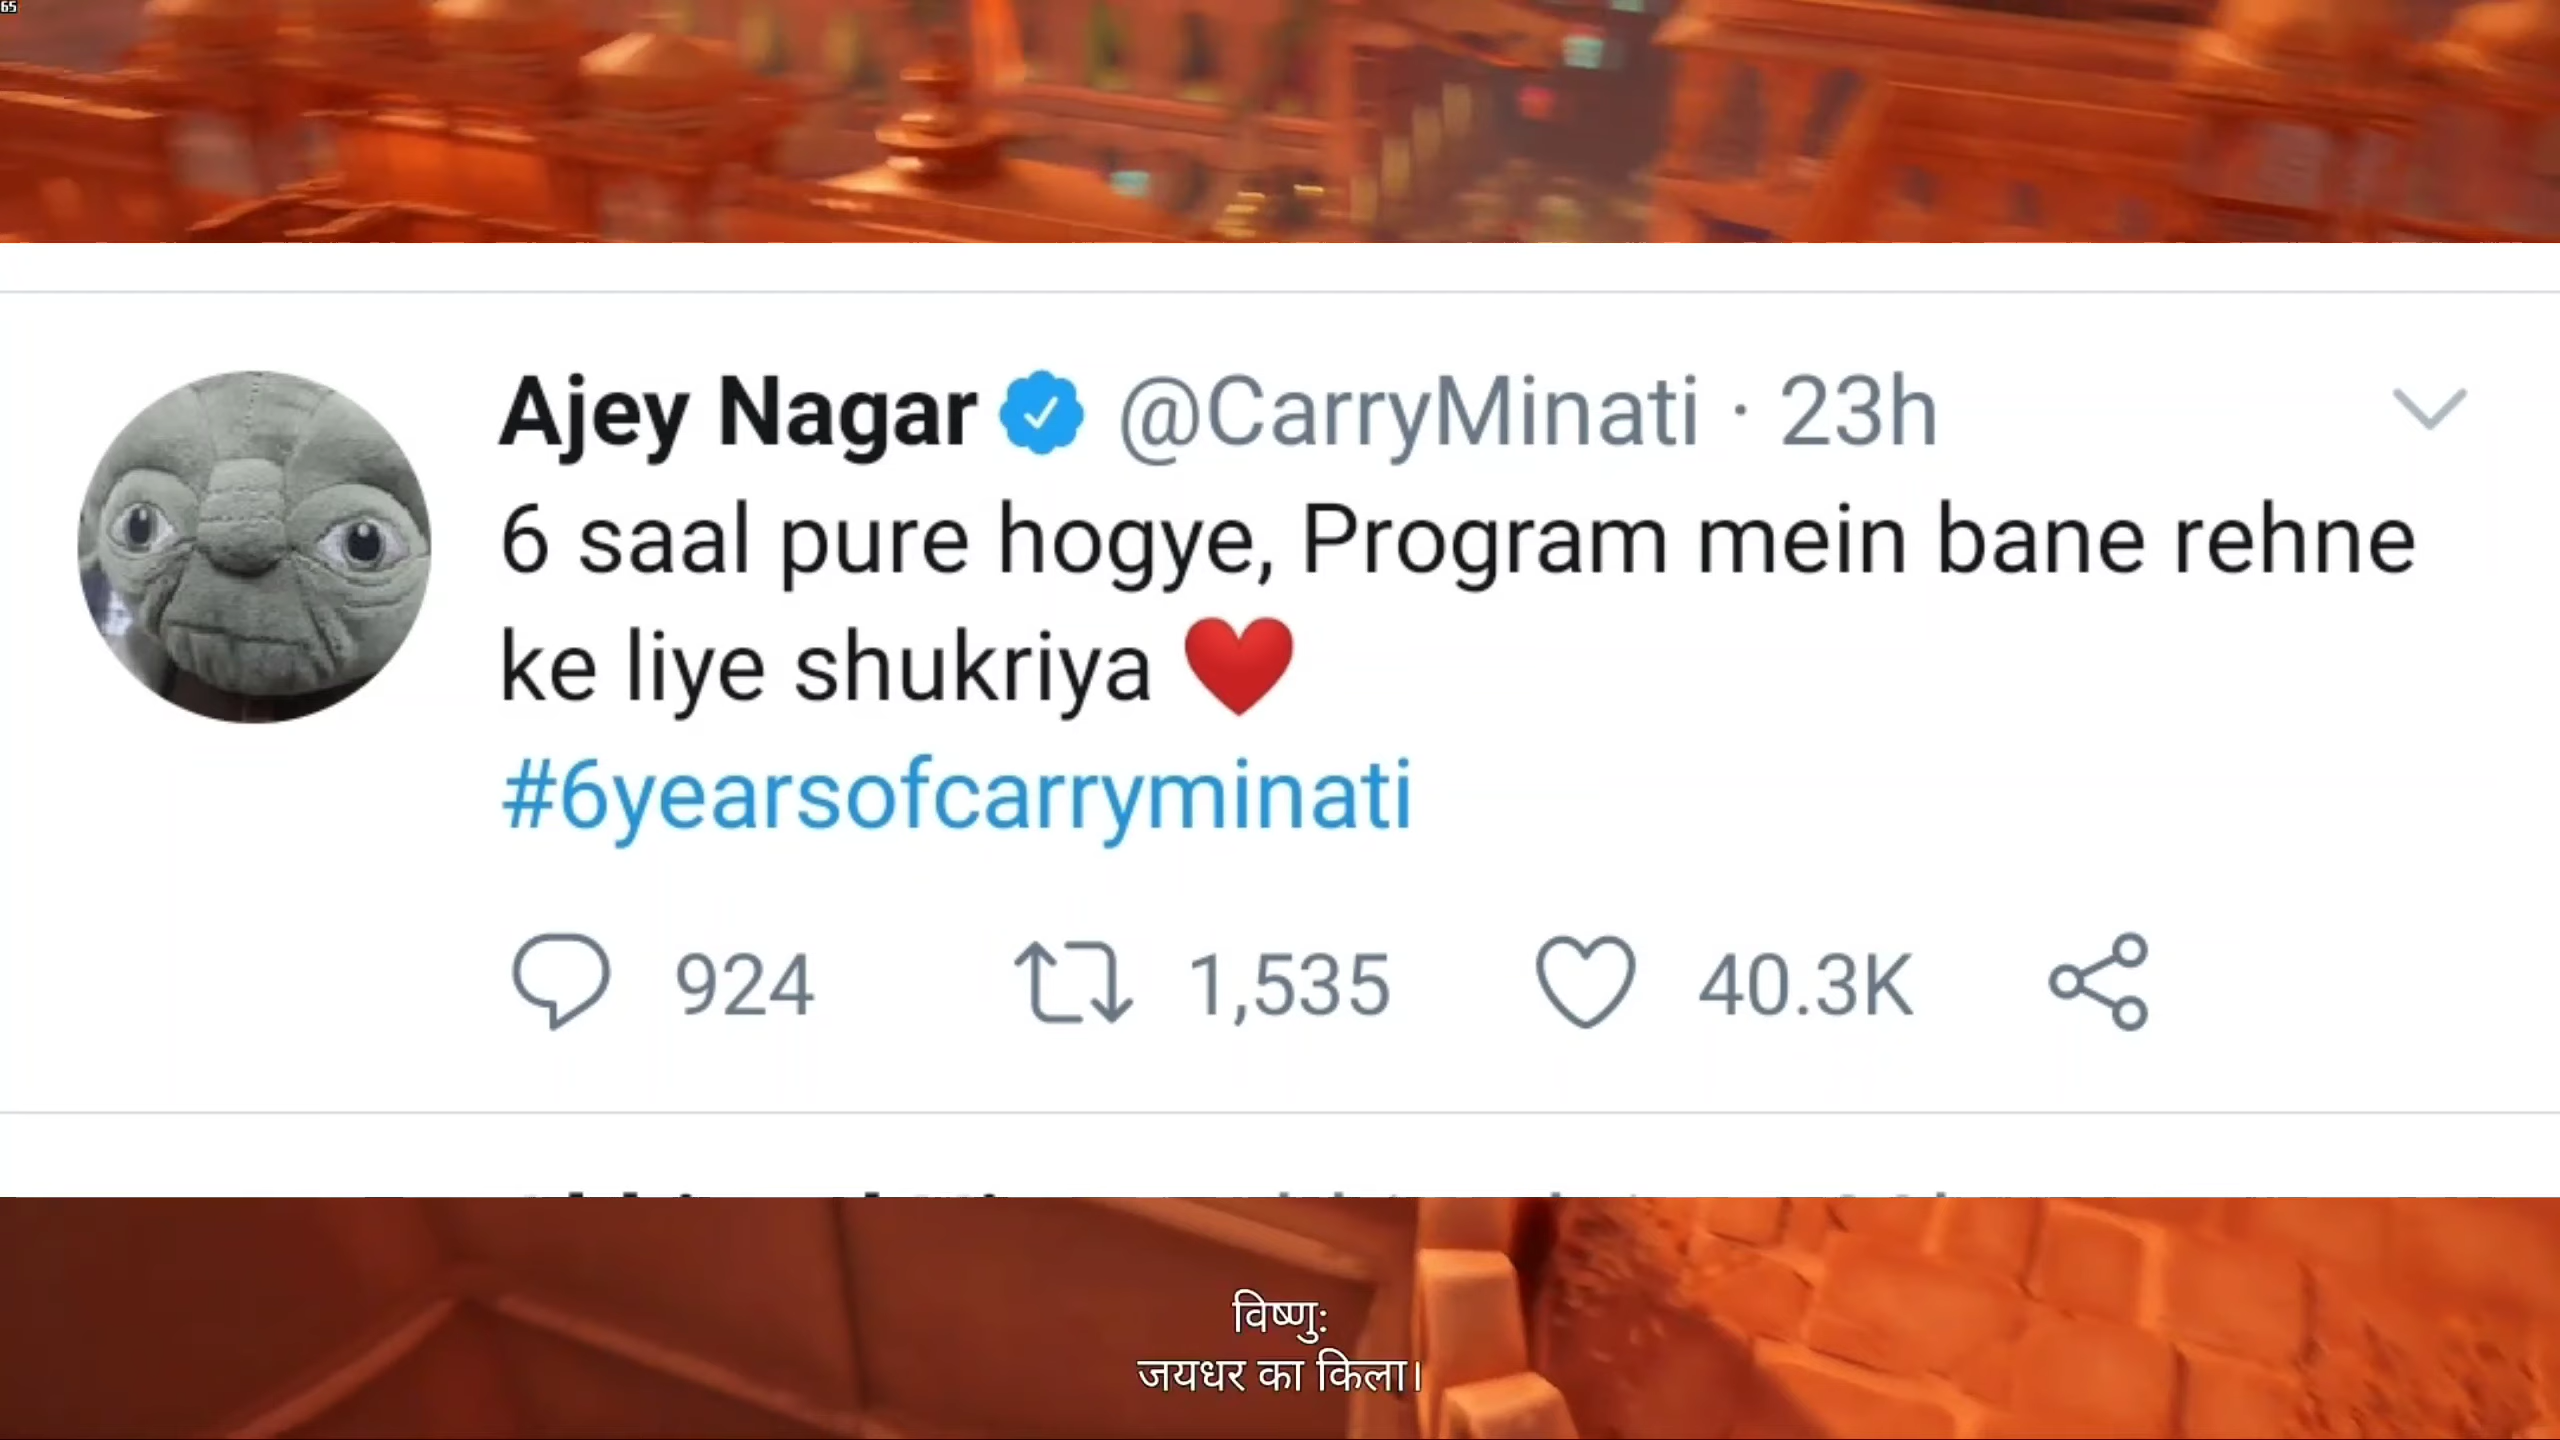 65
Ajey Nagar @CarryMinati · 23h
6 saal pure hogye, Program mein bane rehne
ke liye shukriya ❤️
#6yearsofcarryminati
924 1,535 40.3K
विष्णु:
जयधर का किला।